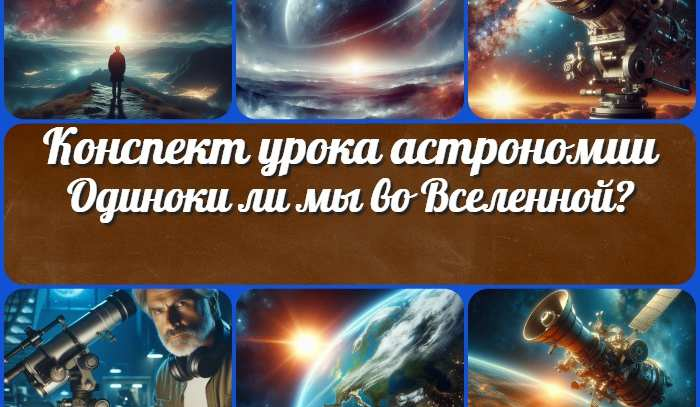 Конспект урока астрономии
Одиноки ли мы во Вселенной?